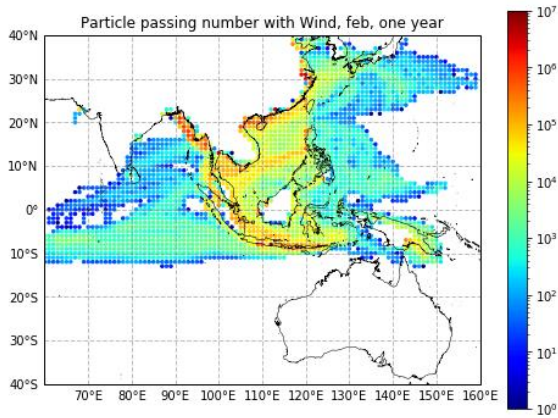 Particle passing number with Wind, feb, one year
40°N
30°N
20°N
10°N
0°
10°S
20°S
30°S
40°S
70°E 80°E 90°E 100°E 110°E 120°E 130°E 140°E 150°E 160°E
10⁷
10⁶
10⁵
10⁴
10³
10²
10¹
10⁰